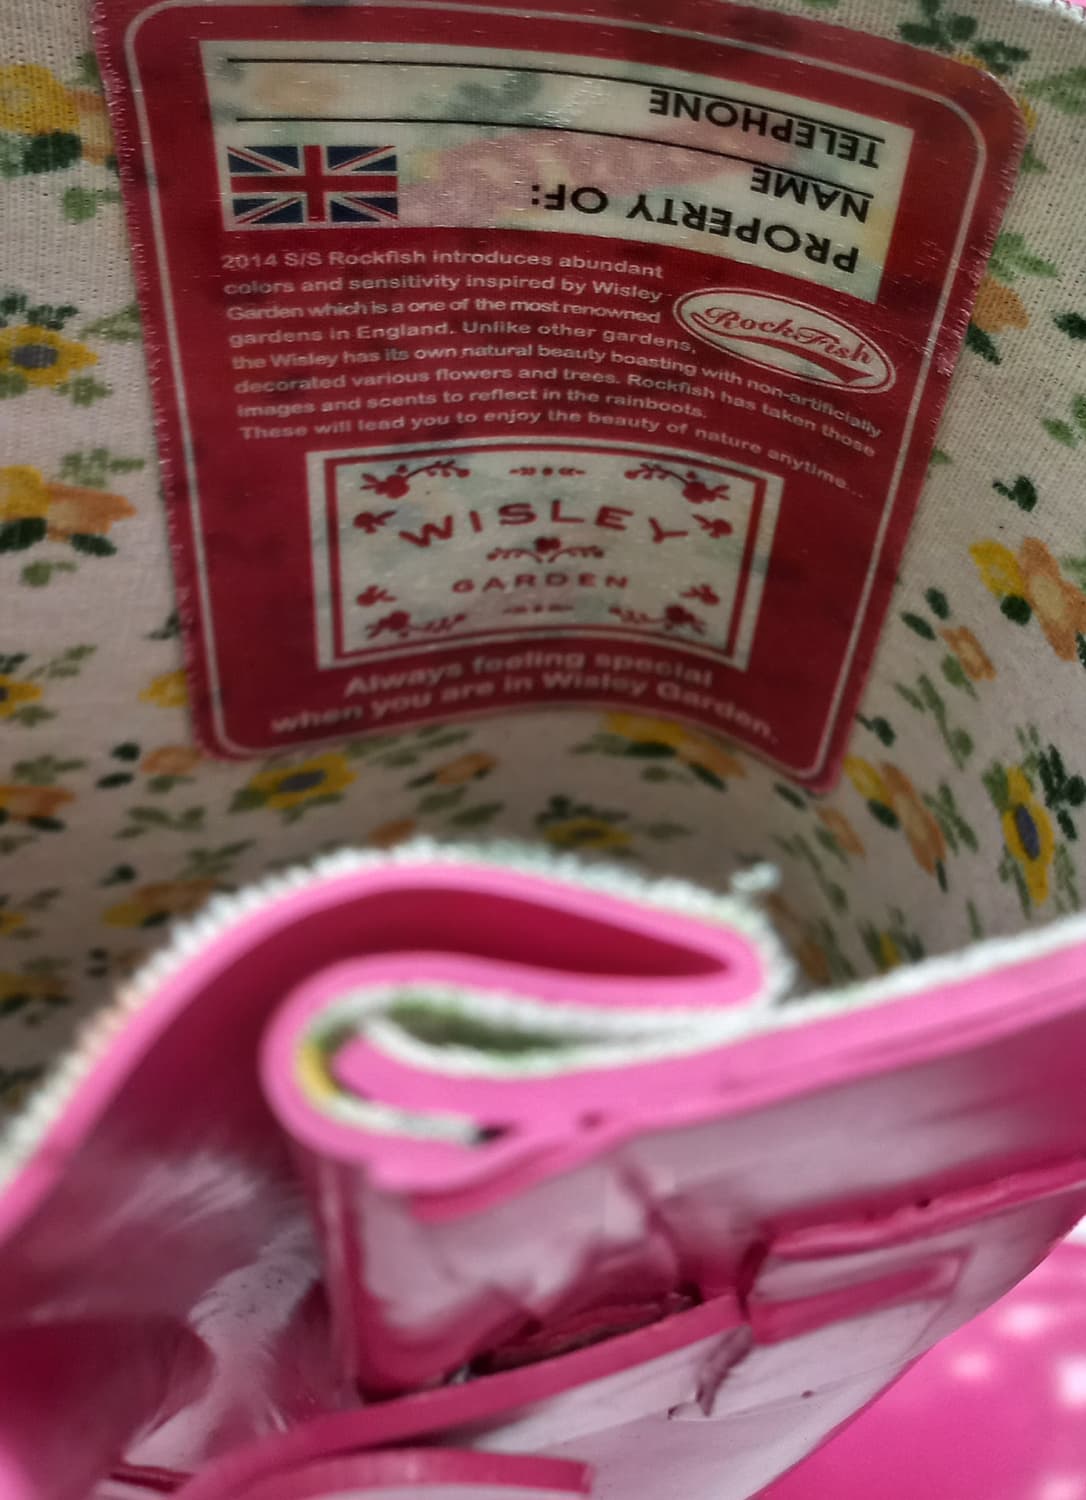 PROPERTY OF:
NAME
TELEPHONE
2014 S/S Rockfish introduces abundant
colors and sensitivity inspired by Wisley
Garden which is a one of the most renowned
gardens in England. Unlike other gardens,
the Wisley has its own natural beauty boasting with non-artificially
decorated various flowers and trees. Rockfish has taken those
images and scents to reflect in the rainboots.
These will lead you to enjoy the beauty of nature anytime...
RockFish
WISLEY
GARDEN
Always feeling special
when you are in Wisley Garden.